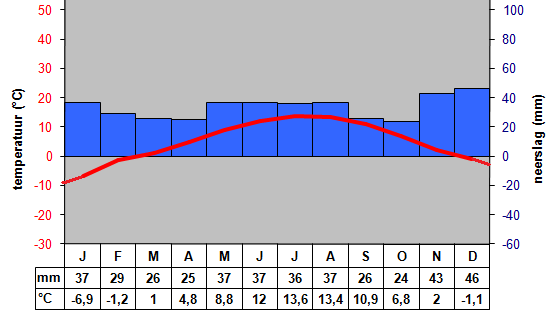 50 100
40 80
30 60
20 40
10 20
0 0
-10 -20
-20 -40
-30 -60
temperatuur (°C)
neerslag (mm)
J F M A M J J A S O N D
mm 37 29 26 25 37 37 36 37 26 24 43 46
°C -6,9 -1,2 1 4,8 8,8 12 13,6 13,4 10,9 6,8 2 -1,1